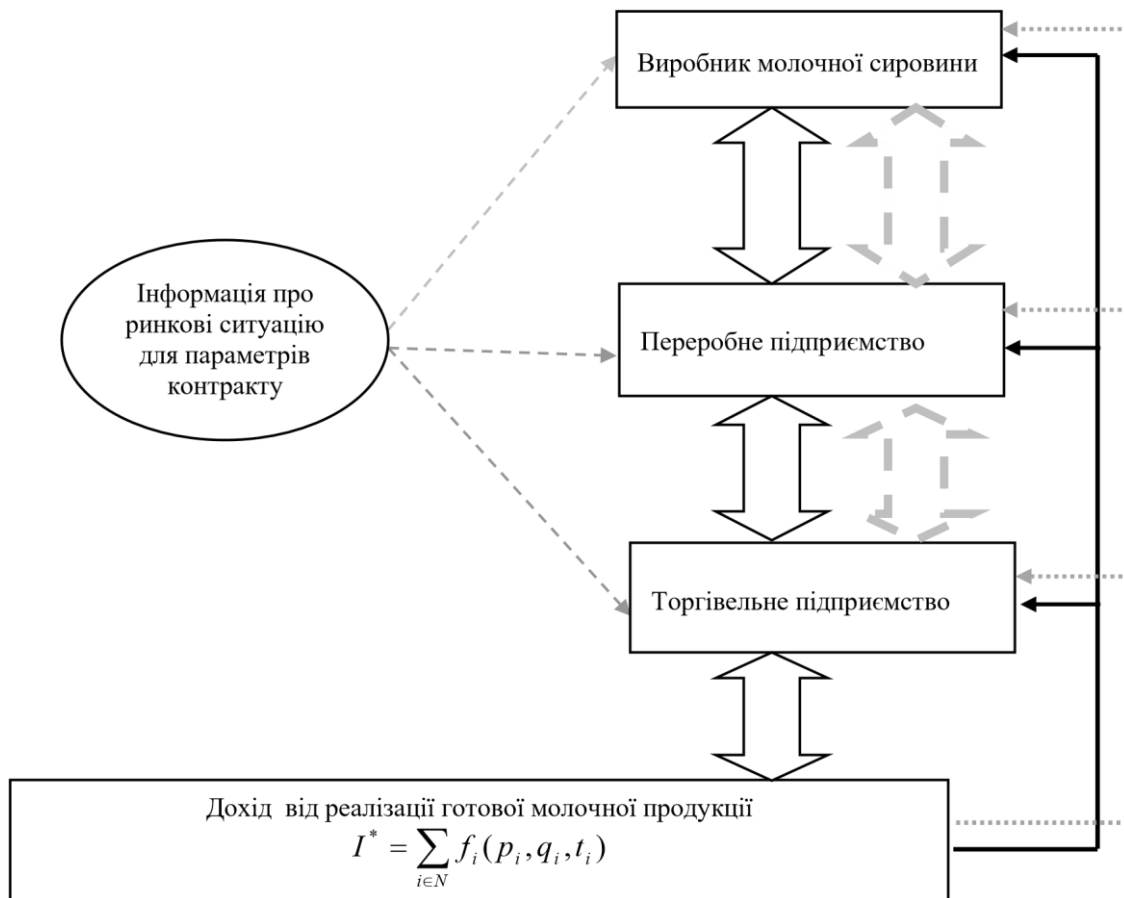 Виробник молочної сировини
Інформація про
ринкові ситуацію
для параметрів
контракту
Переробне підприємство
Торгівельне підприємство
Дохід від реалізації готової молочної продукції
I* = ∑ i∈N f_i(p_i, q_i, t_i)